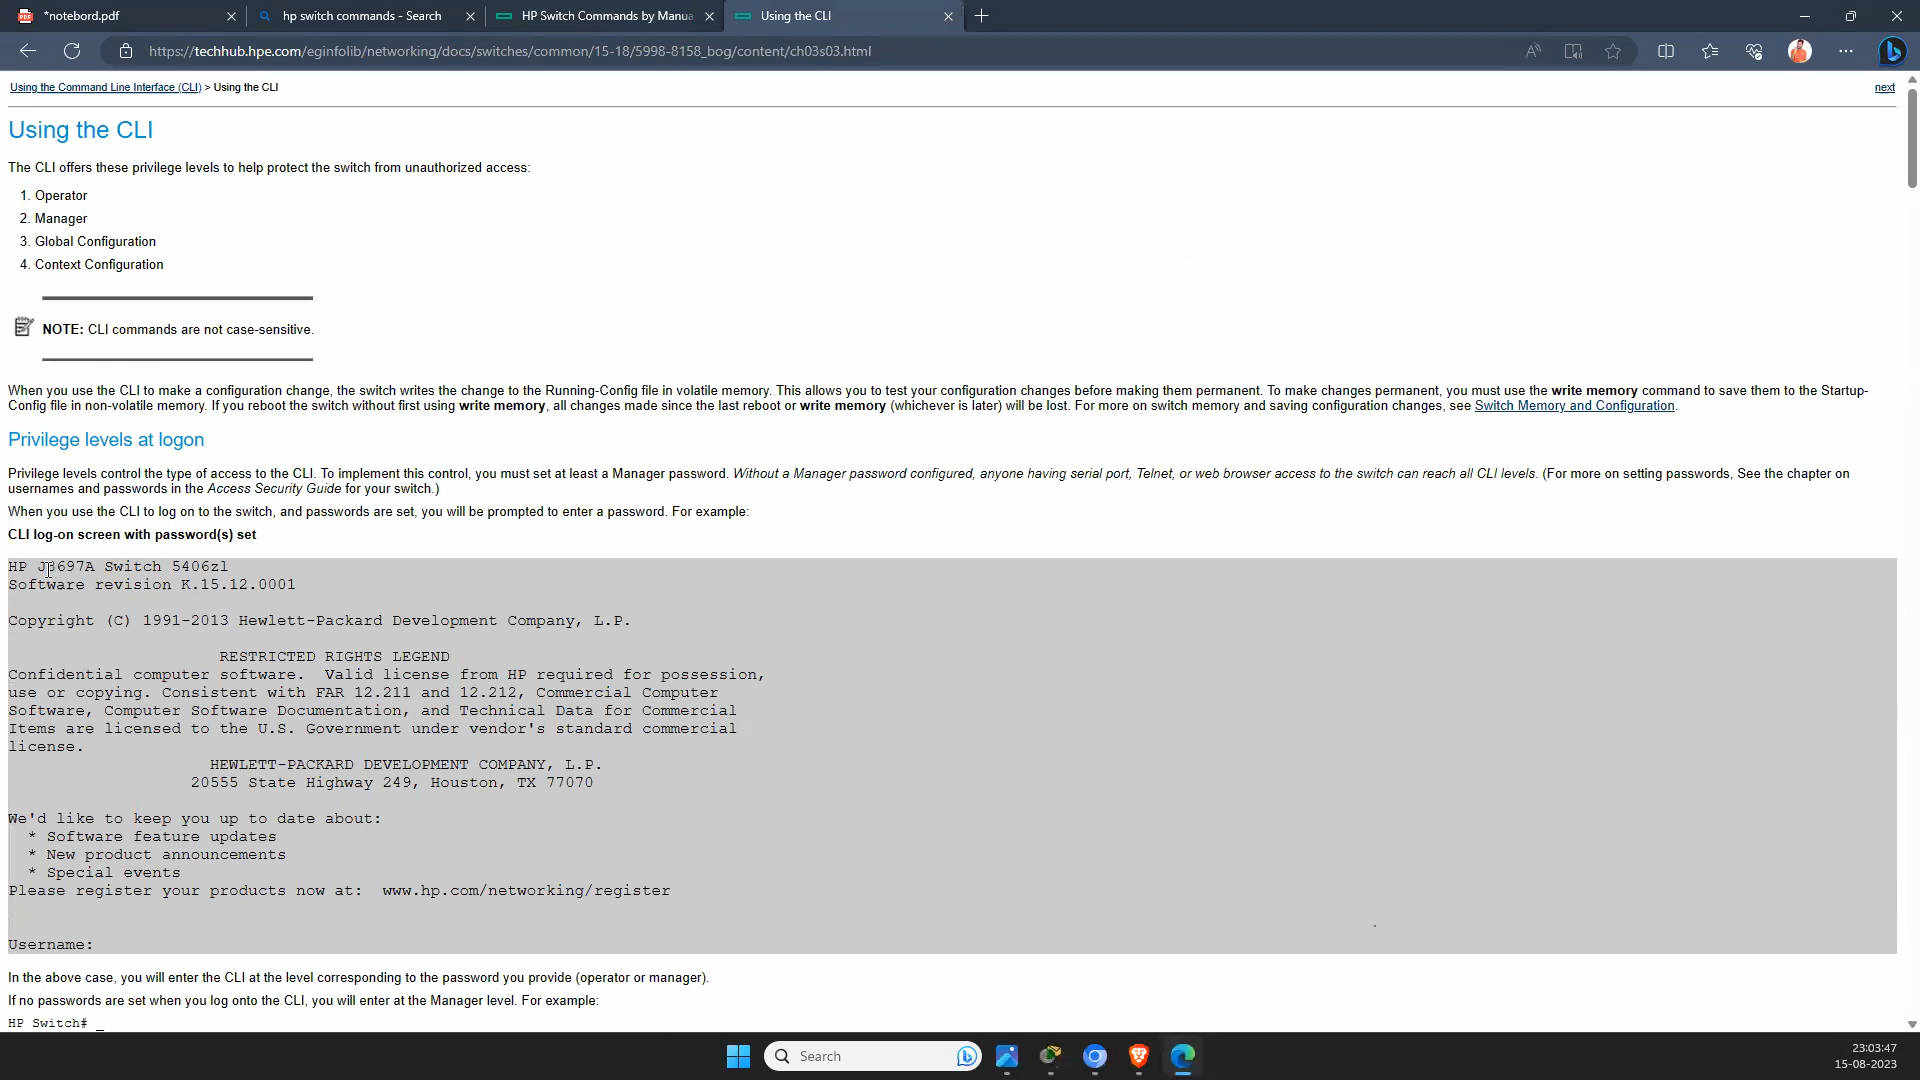 *notebord.pdf
hp switch commands - Search
HP Switch Commands by Manua
Using the CLI
https://techhub.hpe.com/eginfolib/networking/docs/switches/common/15-18/5998-8158_bog/content/ch03s03.html
Using the Command Line Interface (CLI) > Using the CLI
next
Using the CLI
The CLI offers these privilege levels to help protect the switch from unauthorized access:
1. Operator
2. Manager
3. Global Configuration
4. Context Configuration
NOTE: CLI commands are not case-sensitive.
When you use the CLI to make a configuration change, the switch writes the change to the Running-Config file in volatile memory. This allows you to test your configuration changes before making them permanent. To make changes permanent, you must use the write memory command to save them to the Startup-
Config file in non-volatile memory. If you reboot the switch without first using write memory, all changes made since the last reboot or write memory (whichever is later) will be lost. For more on switch memory and saving configuration changes, see Switch Memory and Configuration.
Privilege levels at logon
Privilege levels control the type of access to the CLI. To implement this control, you must set at least a Manager password. Without a Manager password configured, anyone having serial port, Telnet, or web browser access to the switch can reach all CLI levels. (For more on setting passwords, See the chapter on
usernames and passwords in the Access Security Guide for your switch.)
When you use the CLI to log on to the switch, and passwords are set, you will be prompted to enter a password. For example:
CLI log-on screen with password(s) set
HP J8697A Switch 5406zl
Software revision K.15.12.0001
Copyright (C) 1991-2013 Hewlett-Packard Development Company, L.P.
RESTRICTED RIGHTS LEGEND
Confidential computer software.  Valid license from HP required for possession,
use or copying. Consistent with FAR 12.211 and 12.212, Commercial Computer
Software, Computer Software Documentation, and Technical Data for Commercial
Items are licensed to the U.S. Government under vendor's standard commercial
license.
HEWLETT-PACKARD DEVELOPMENT COMPANY, L.P.
20555 State Highway 249, Houston, TX 77070
We'd like to keep you up to date about:
* Software feature updates
* New product announcements
* Special events
Please register your products now at:  www.hp.com/networking/register
Username:
In the above case, you will enter the CLI at the level corresponding to the password you provide (operator or manager).
If no passwords are set when you log onto the CLI, you will enter at the Manager level. For example:
HP Switch# _
Search
23:03:47
15-08-2023